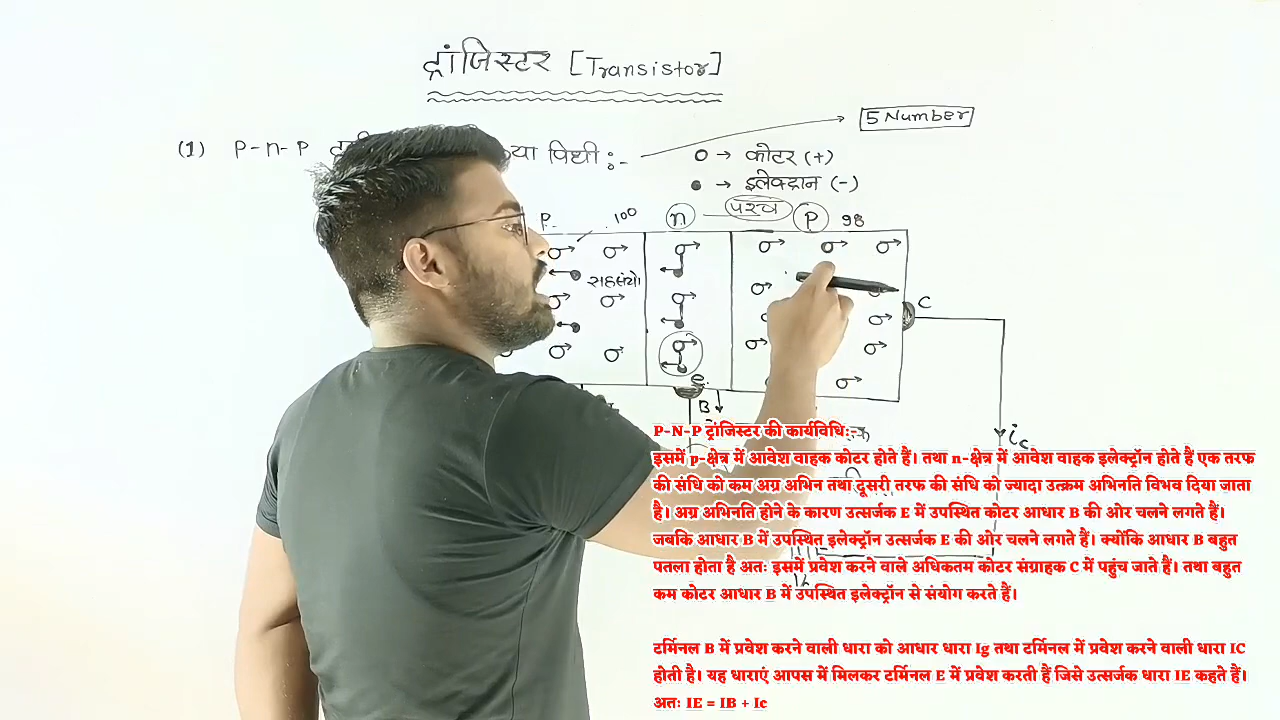 ट्रांजिस्टर [Transistor]
5 Number
(1) P-n-P विधी :-
→ कोटर (+)
→ इलेक्ट्रान (-)
P 100 n परत P 98
सहसंयो
C
e
B
ic
P-N-P ट्रांजिस्टर की कार्यविधिः-
इसमें p-क्षेत्र में आवेश वाहक कोटर होते हैं। तथा n-क्षेत्र में आवेश वाहक इलेक्ट्रॉन होते हैं एक तरफ
की संधि को कम अग्र अभिन तथा दूसरी तरफ की संधि को ज्यादा उत्क्रम अभिनति विभव दिया जाता
है। अग्र अभिनति होने के कारण उत्सर्जक E में उपस्थित कोटर आधार B की ओर चलने लगते हैं।
जबकि आधार B में उपस्थित इलेक्ट्रॉन उत्सर्जक E की ओर चलने लगते हैं। क्योंकि आधार B बहुत
पतला होता है अतः इसमें प्रवेश करने वाले अधिकतम कोटर संग्राहक C में पहुंच जाते हैं। तथा बहुत
कम कोटर आधार B में उपस्थित इलेक्ट्रॉन से संयोग करते हैं।
टर्मिनल B में प्रवेश करने वाली धारा को आधार धारा Ig तथा टर्मिनल में प्रवेश करने वाली धारा IC
होती है। यह धाराएं आपस में मिलकर टर्मिनल E में प्रवेश करती हैं जिसे उत्सर्जक धारा IE कहते हैं।
अतः IE = IB + Ic